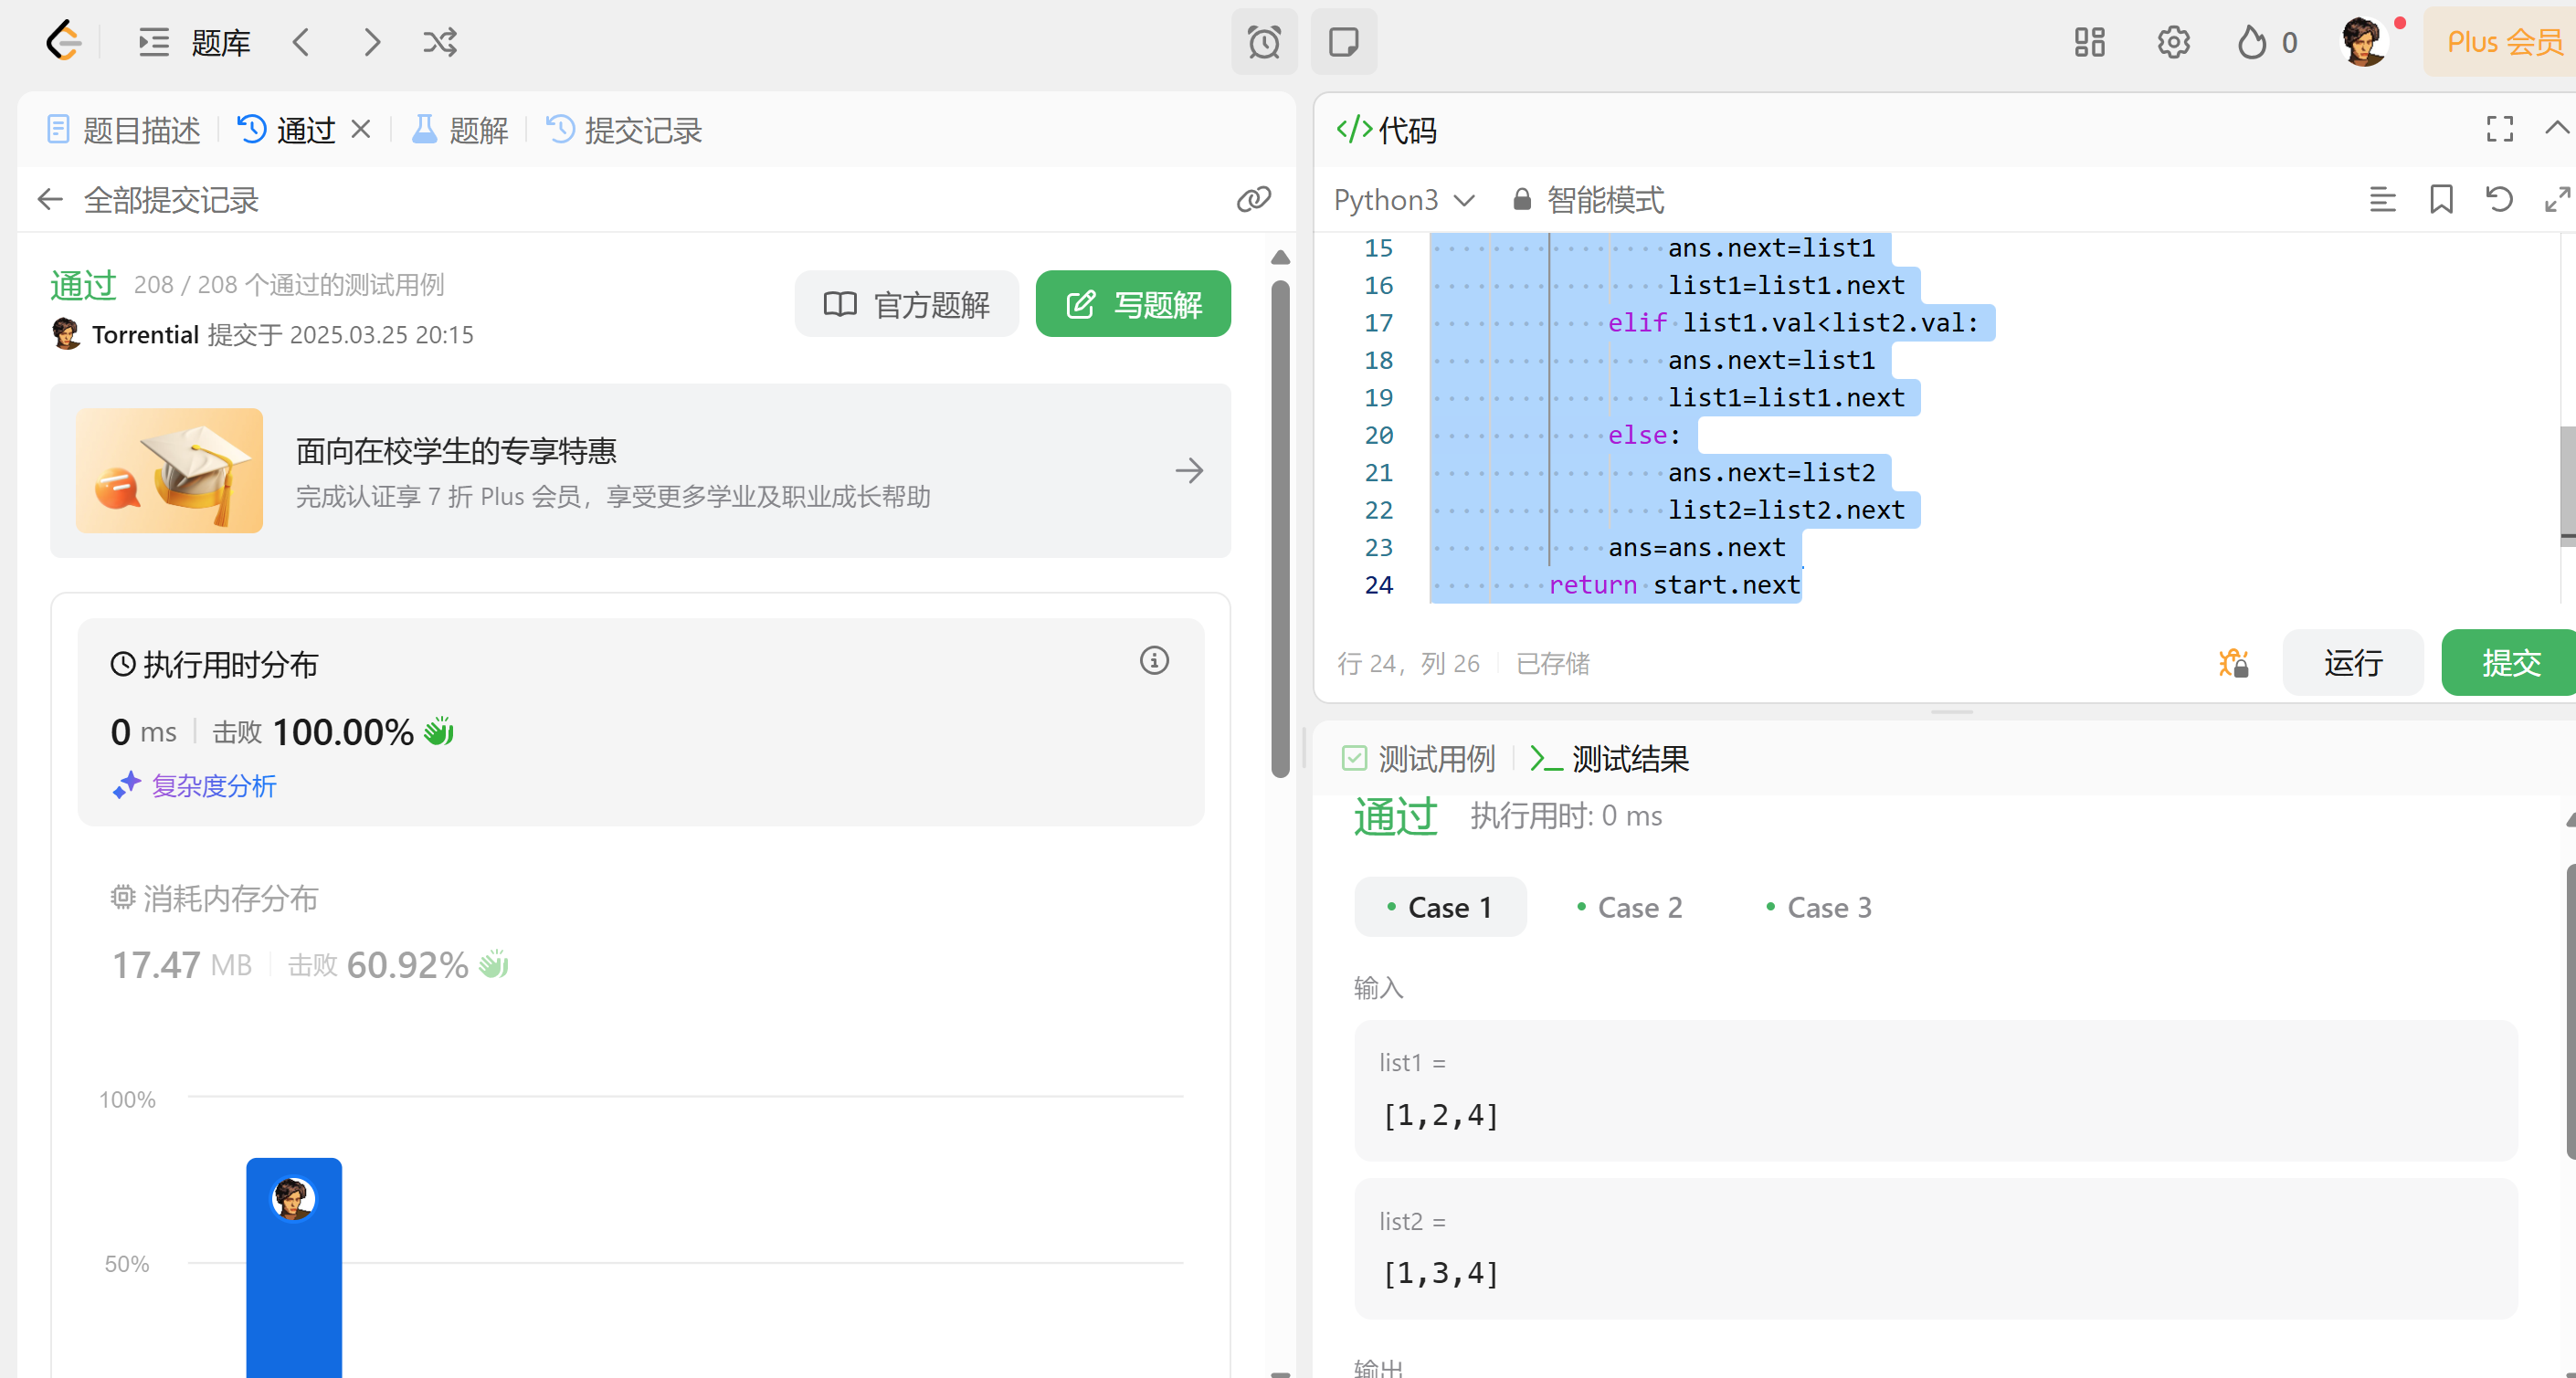 题库
0
Plus 会员
题目描述
通过
题解
提交记录
全部提交记录
通过 208 / 208 个通过的测试用例
Torrential 提交于 2025.03.25 20:15
官方题解
写题解
面向在校学生的专享特惠
完成认证享 7 折 Plus 会员，享受更多学业及职业成长帮助
执行用时分布
0 ms 击败 100.00%
复杂度分析
消耗内存分布
17.47 MB 击败 60.92%
100%
50%
</>代码
Python3 智能模式
15 ans.next=list1
16 list1=list1.next
17 elif list1.val<list2.val:
18 ans.next=list1
19 list1=list1.next
20 else:
21 ans.next=list2
22 list2=list2.next
23 ans=ans.next
24 return start.next
行 24，列 26 已存储
运行
提交
测试用例
测试结果
通过 执行用时: 0 ms
Case 1 Case 2 Case 3
输入
list1 =
[1,2,4]
list2 =
[1,3,4]
输出